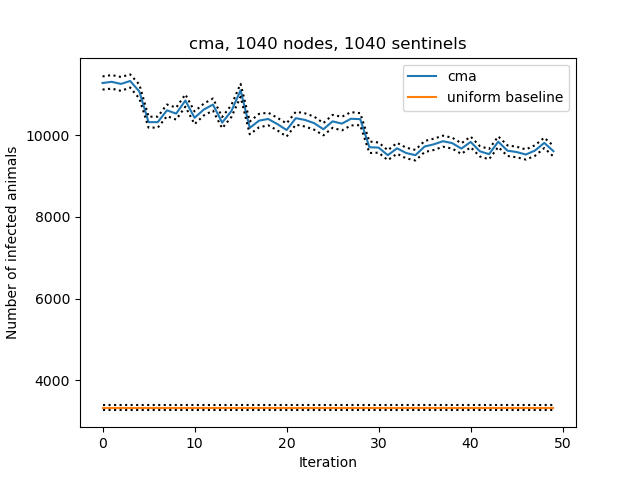 cma, 1040 nodes, 1040 sentinels
cma
uniform baseline
Number of infected animals
10000
8000
6000
4000
0
10
20
30
40
50
Iteration